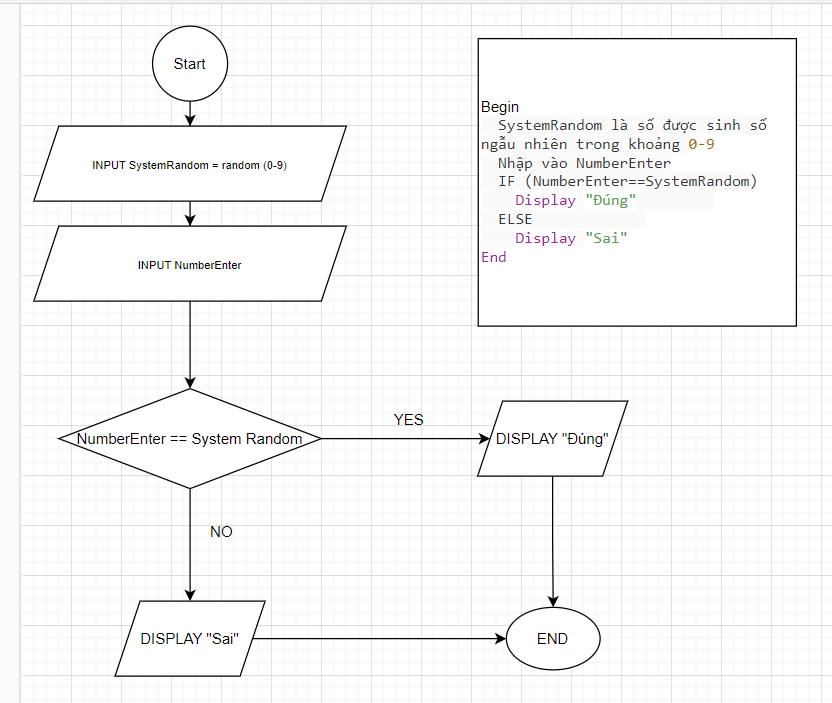 Start
INPUT SystemRandom = random (0-9)
INPUT NumberEnter
NumberEnter == System Random
YES
DISPLAY "Đúng"
NO
DISPLAY "Sai"
END
Begin
SystemRandom là số được sinh số
ngẫu nhiên trong khoảng 0-9
Nhập vào NumberEnter
IF (NumberEnter==SystemRandom)
Display "Đúng"
ELSE
Display "Sai"
End